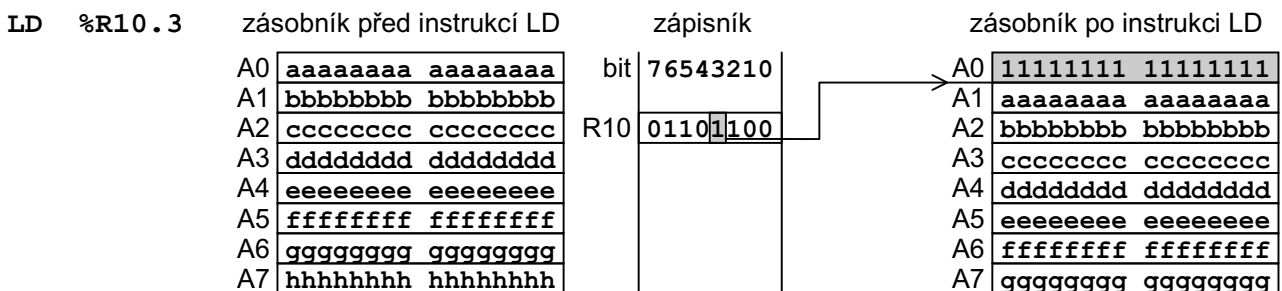 LD %R10.3 zásobník před instrukcí LD zápisník zásobník po instrukci LD
A0 aaaaaaaa aaaaaaaa bit 76543210 A0 11111111 11111111
A1 bbbbbbbb bbbbbbbb A1 aaaaaaaa aaaaaaaa
A2 cccccccc cccccccc R10 01101100 A2 bbbbbbbb bbbbbbbb
A3 dddddddd dddddddd A3 cccccccc cccccccc
A4 eeeeeeee eeeeeeee A4 dddddddd dddddddd
A5 ffffffff ffffffff A5 eeeeeeee eeeeeeee
A6 gggggggg gggggggg A6 ffffffff ffffffff
A7 hhhhhhhh hhhhhhhh A7 gggggggg gggggggg